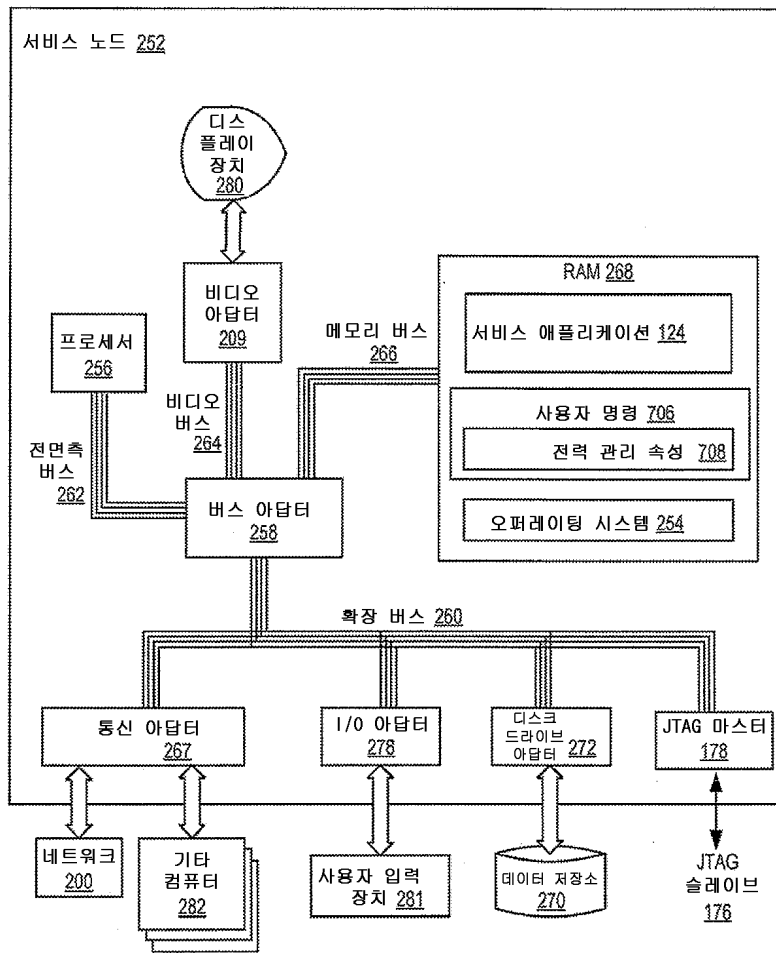 서비스 노드 252
디스
플레이
장치
280
비디오
아답터
209
프로세서
256
메모리 버스
266
RAM 268
서비스 애플리케이션 124
사용자 명령 706
전력 관리 속성 708
오퍼레이팅 시스템 254
비디오
버스
264
전면측
버스
262
버스 아답터
258
확장 버스 260
통신 아답터
267
I/O 아답터
278
디스크
드라이브
아답터 272
JTAG 마스터
178
네트워크
200
기타
컴퓨터
282
사용자 입력
장치 281
데이터 저장소
270
JTAG
슬레이브
176